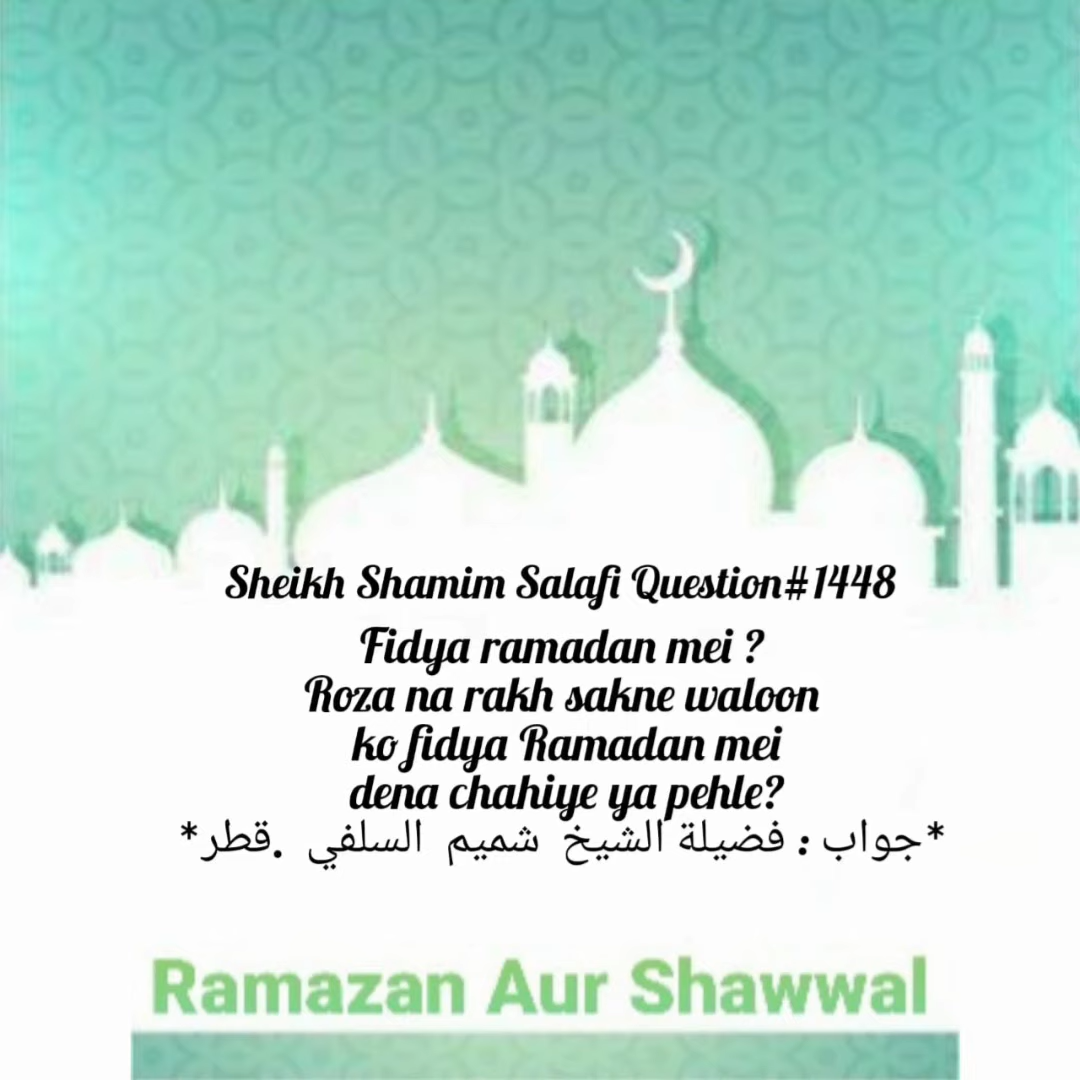 Sheikh Shamim Salafi Question#1448
Fidya ramadan mei ?
Roza na rakh sakne waloon
ko fidya Ramadan mei
dena chahiye ya pehle?
*جواب : فضيلة الشيخ شميم السلفي .قطر*
Ramazan Aur Shawwal